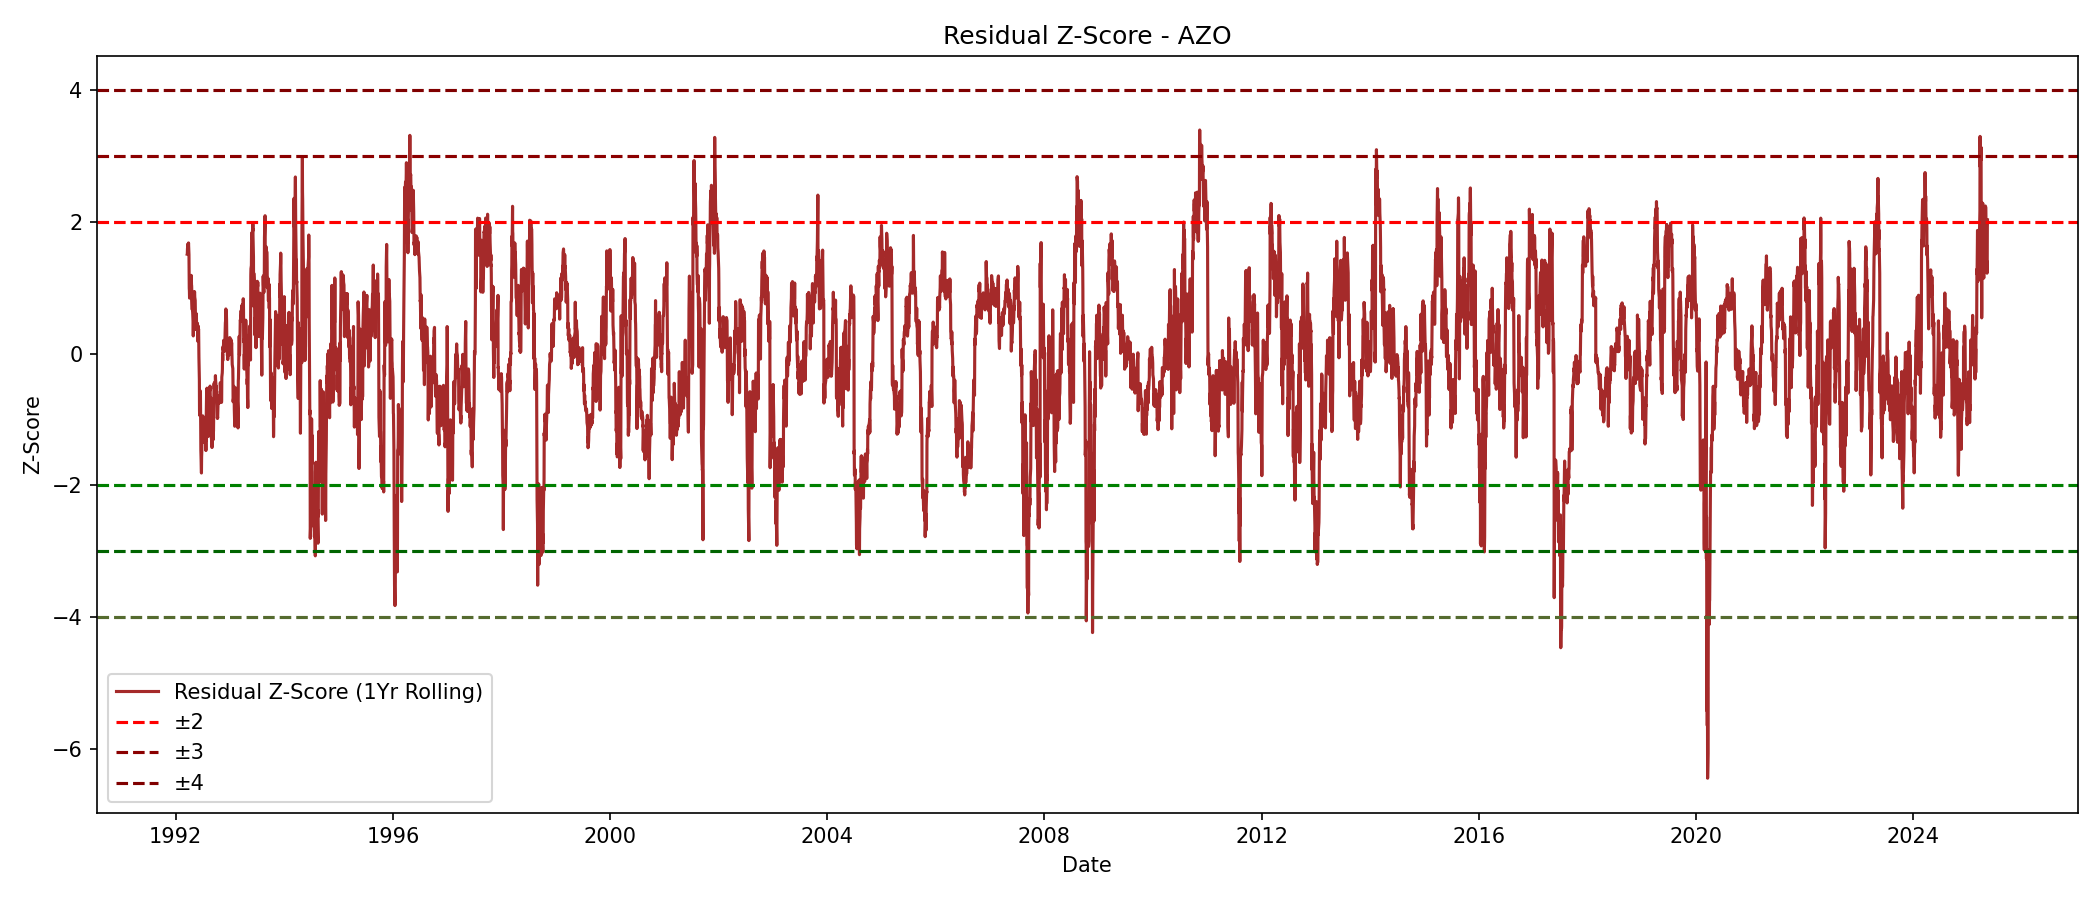 Residual Z-Score - AZO
Z-Score
4
2
0
−2
−4
−6
Residual Z-Score (1Yr Rolling)
±2
±3
±4
1992 1996 2000 2004 2008 2012 2016 2020 2024
Date